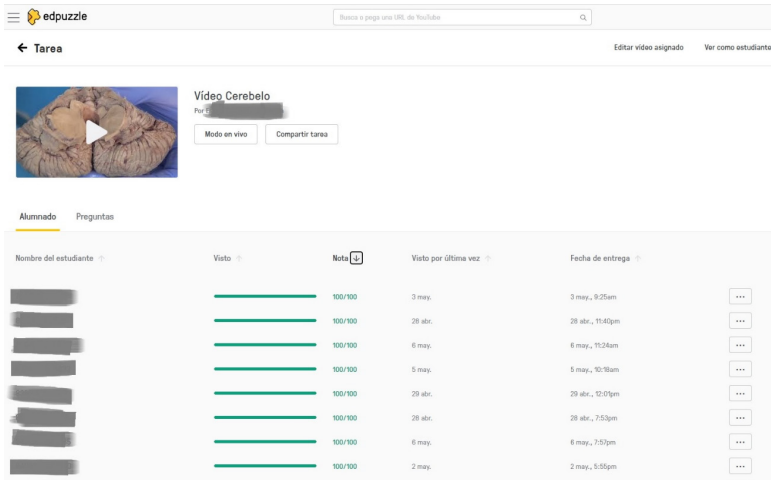 edpuzzle
Busca o pega una URL de YouTube
Tarea
Editar vídeo asignado Ver como estudiante
Vídeo Cerebelo
Por
Modo en vivo Compartir tarea
Alumnado Preguntas
Nombre del estudiante Visto Nota Visto por última vez Fecha de entrega
100/100 3 may. 3 may., 9:25am
100/100 28 abr. 28 abr., 11:40pm
100/100 6 may. 6 may., 11:24am
100/100 5 may. 5 may., 10:18am
100/100 29 abr. 29 abr., 12:01pm
100/100 28 abr. 28 abr., 7:53pm
100/100 6 may. 6 may., 7:57pm
100/100 2 may. 2 may., 5:55pm